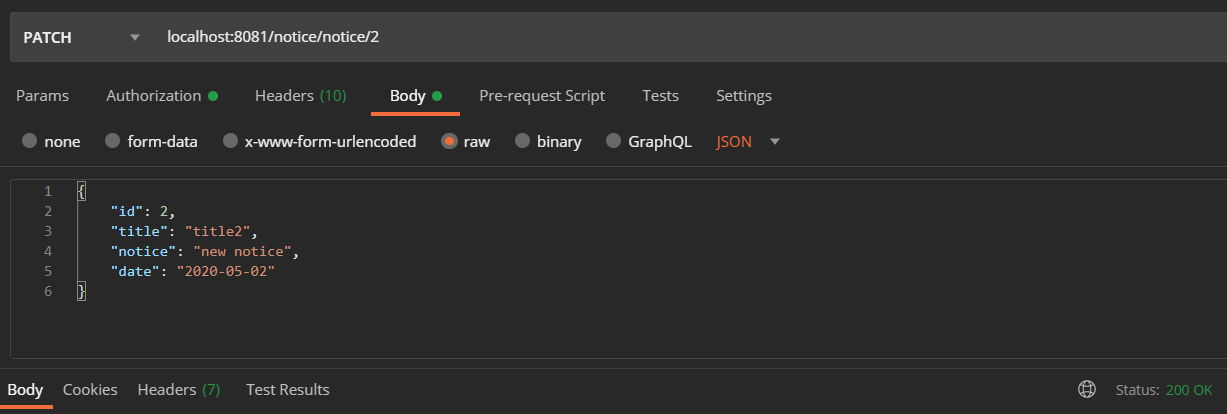 PATCH localhost:8081/notice/notice/2
Params Authorization Headers (10) Body Pre-request Script Tests Settings
none form-data x-www-form-urlencoded raw binary GraphQL JSON
1 {
2 "id": 2,
3 "title": "title2",
4 "notice": "new notice",
5 "date": "2020-05-02"
6 }
Body Cookies Headers (7) Test Results Status: 200 OK